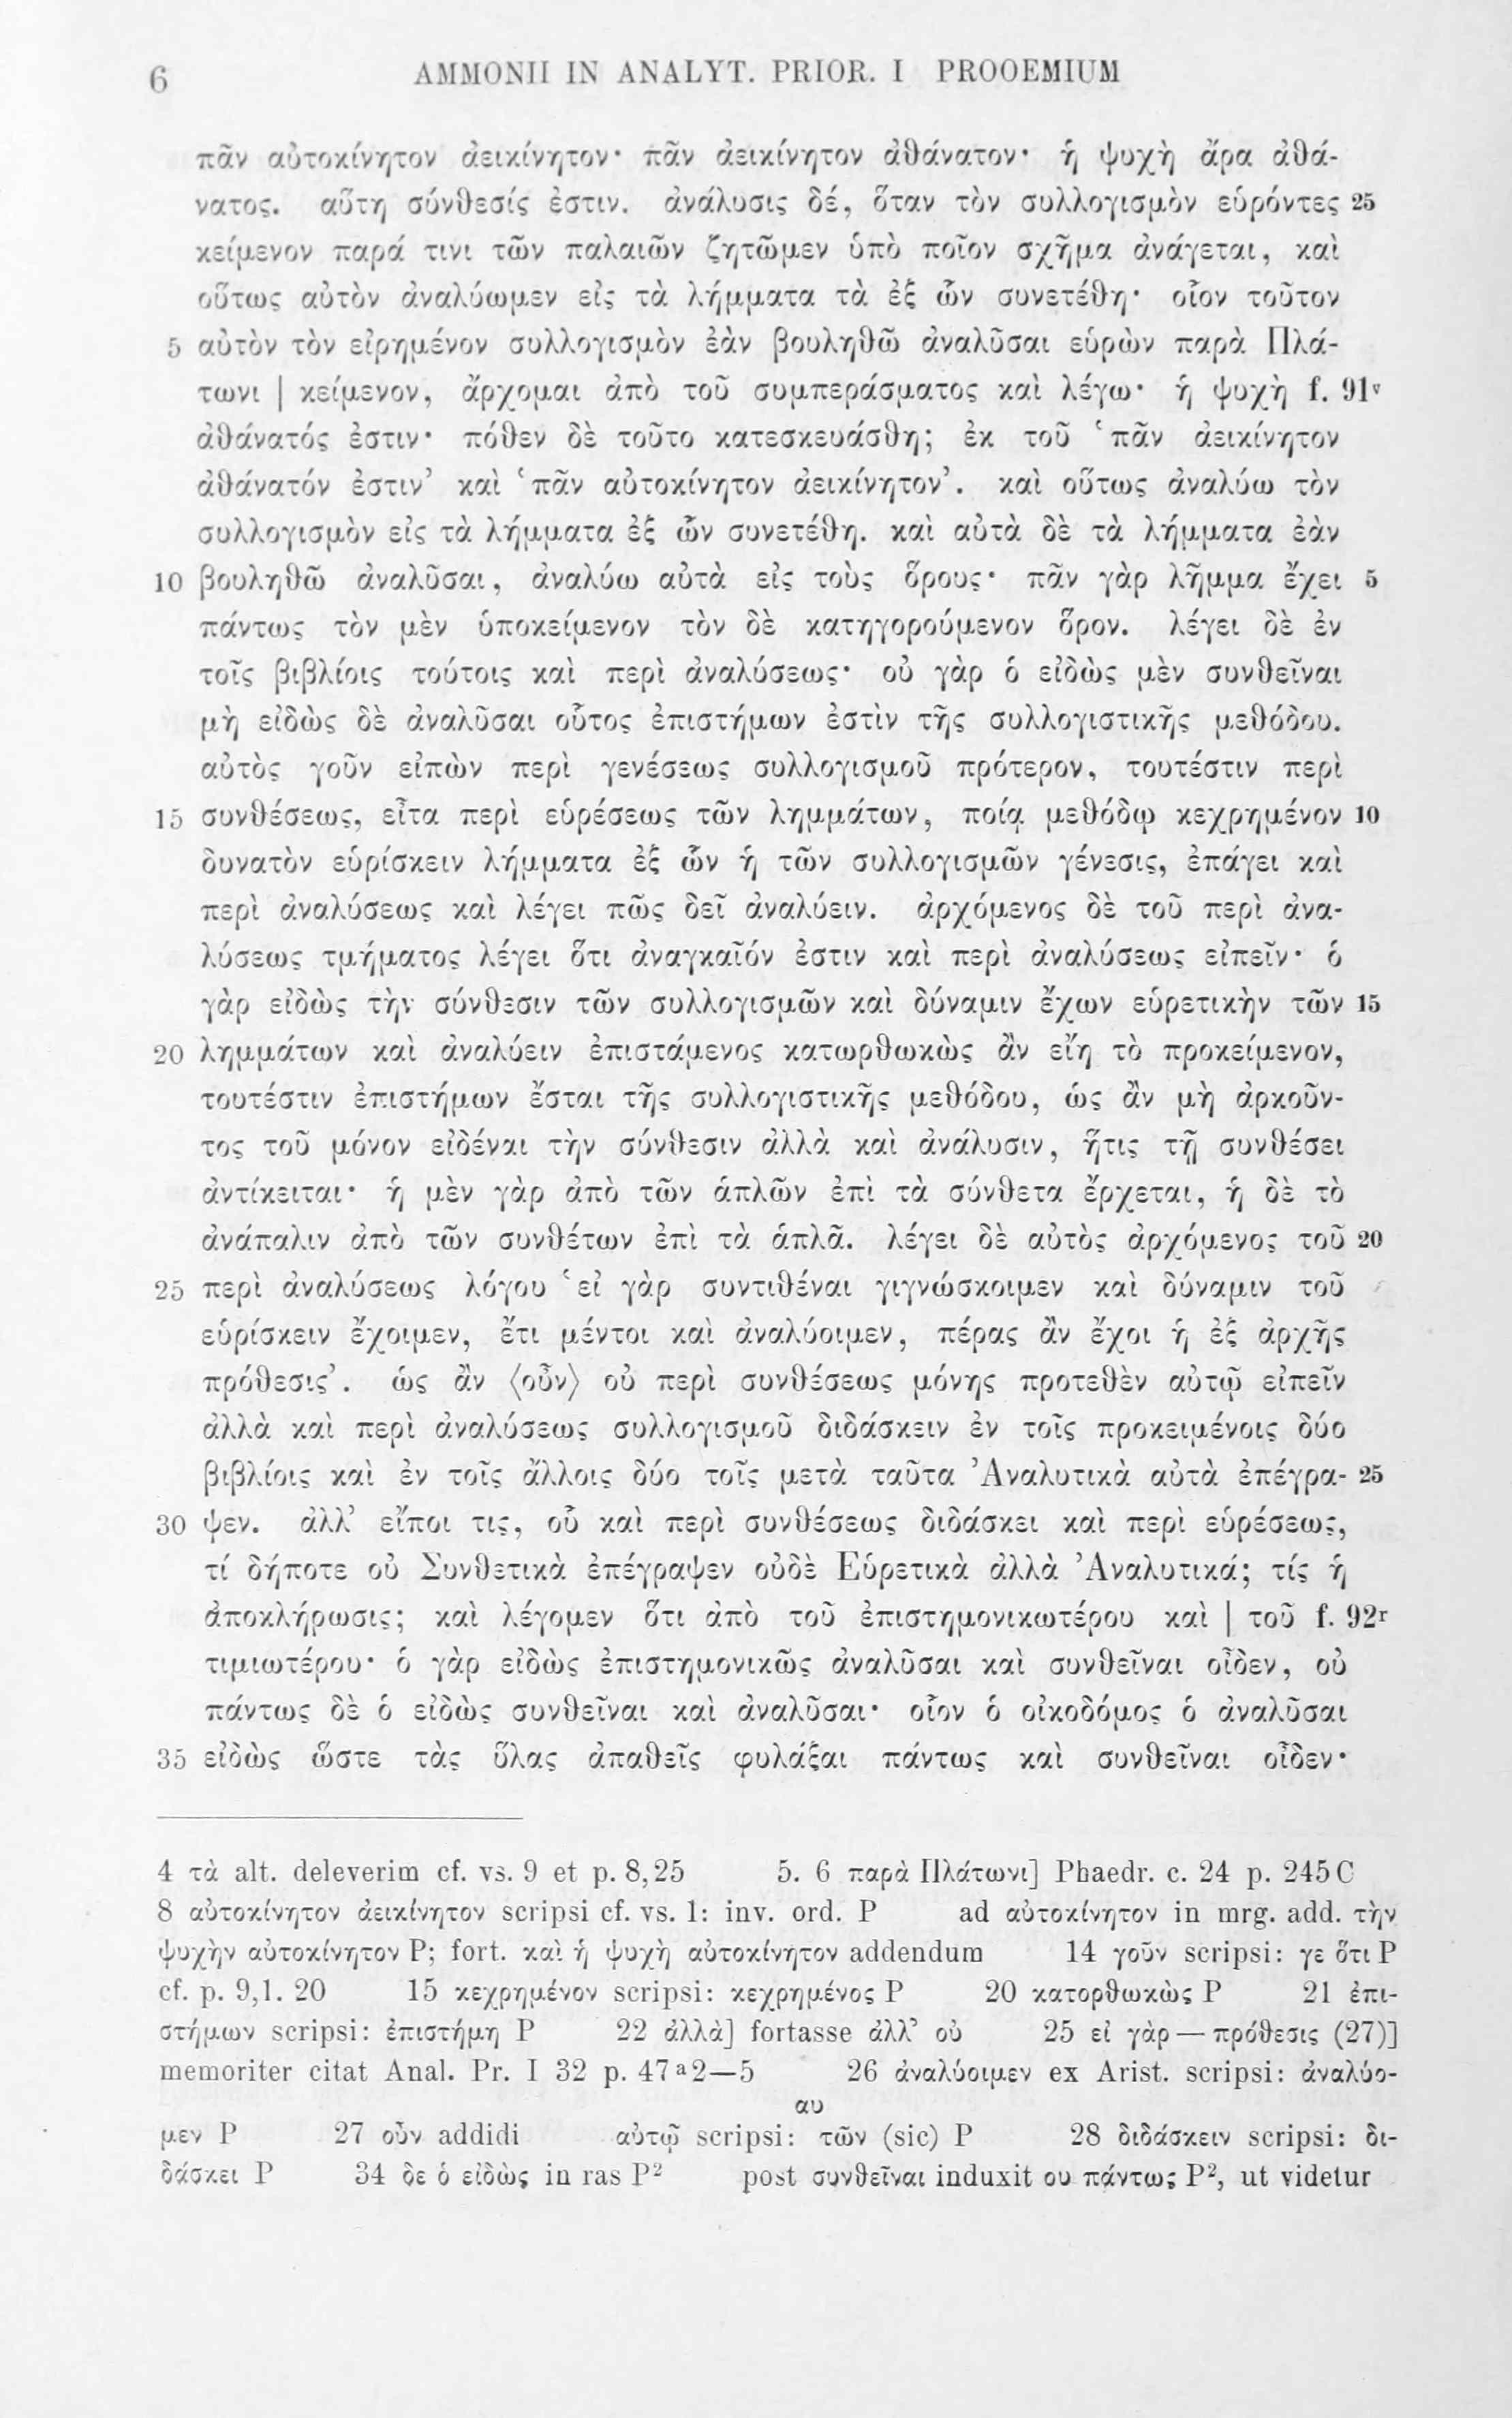 6 AMMONII IN ANALYT. PRIOR. I PROOEMIUM
πᾶν αὐτοκίνητον ἀεικίνητον· πᾶν ἀεικίνητον ἀθάνατον· ἡ ψυχὴ ἄρα ἀθά-
νατος. αὕτη σύνθεσίς ἐστιν. ἀνάλυσις δέ, ὅταν τὸν συλλογισμὸν εὑρόντες 25
κείμενον παρά τινι τῶν παλαιῶν ζητῶμεν ὑπὸ ποῖον σχῆμα ἀνάγεται, καὶ
οὕτως αὐτὸν ἀναλύωμεν εἰς τὰ λήμματα τὰ ἐξ ὧν συνετέθη· οἷον τοῦτον
5 αὐτὸν τὸν εἰρημένον συλλογισμὸν ἐὰν βουληθῶ ἀναλῦσαι εὑρὼν παρὰ Πλά-
τωνι | κείμενον, ἄρχομαι ἀπὸ τοῦ συμπεράσματος καὶ λέγω· ἡ ψυχὴ f. 91v
ἀθάνατός ἐστιν· πόθεν δὲ τοῦτο κατεσκευάσθη; ἐκ τοῦ ‘πᾶν ἀεικίνητον
ἀθάνατόν ἐστιν’ καὶ ‘πᾶν αὐτοκίνητον ἀεικίνητον’. καὶ οὕτως ἀναλύω τὸν
συλλογισμὸν εἰς τὰ λήμματα ἐξ ὧν συνετέθη. καὶ αὐτὰ δὲ τὰ λήμματα ἐὰν
10 βουληθῶ ἀναλῦσαι, ἀναλύω αὐτὰ εἰς τοὺς ὅρους· πᾶν γὰρ λῆμμα ἔχει 5
πάντως τὸν μὲν ὑποκείμενον τὸν δὲ κατηγορούμενον ὅρον. λέγει δὲ ἐν
τοῖς βιβλίοις τούτοις καὶ περὶ ἀναλύσεως· οὐ γὰρ ὁ εἰδὼς μὲν συνθεῖναι
μὴ εἰδὼς δὲ ἀναλῦσαι οὗτος ἐπιστήμων ἐστὶν τῆς συλλογιστικῆς μεθόδου.
αὐτὸς γοῦν εἰπὼν περὶ γενέσεως συλλογισμοῦ πρότερον, τουτέστιν περὶ
15 συνθέσεως, εἶτα περὶ εὑρέσεως τῶν λημμάτων, ποίᾳ μεθόδῳ κεχρημένον 10
δυνατὸν εὑρίσκειν λήμματα ἐξ ὧν ἡ τῶν συλλογισμῶν γένεσις, ἐπάγει καὶ
περὶ ἀναλύσεως καὶ λέγει πῶς δεῖ ἀναλύειν. ἀρχόμενος δὲ τοῦ περὶ ἀνα-
λύσεως τμήματος λέγει ὅτι ἀναγκαῖόν ἐστιν καὶ περὶ ἀναλύσεως εἰπεῖν· ὁ
γὰρ εἰδὼς τὴν σύνθεσιν τῶν συλλογισμῶν καὶ δύναμιν ἔχων εὑρετικὴν τῶν 15
20 λημμάτων καὶ ἀναλύειν ἐπιστάμενος κατωρθωκὼς ἂν εἴη τὸ προκείμενον,
τουτέστιν ἐπιστήμων ἔσται τῆς συλλογιστικῆς μεθόδου, ὡς ἂν μὴ ἀρκοῦν-
τος τοῦ μόνον εἰδέναι τὴν σύνθεσιν ἀλλὰ καὶ ἀνάλυσιν, ἥτις τῇ συνθέσει
ἀντίκειται· ἡ μὲν γὰρ ἀπὸ τῶν ἁπλῶν ἐπὶ τὰ σύνθετα ἔρχεται, ἡ δὲ τὸ
ἀνάπαλιν ἀπὸ τῶν συνθέτων ἐπὶ τὰ ἁπλᾶ. λέγει δὲ αὐτὸς ἀρχόμενος τοῦ 20
25 περὶ ἀναλύσεως λόγου ‘εἰ γὰρ συντιθέναι γιγνώσκοιμεν καὶ δύναμιν τοῦ
εὑρίσκειν ἔχοιμεν, ἔτι μέντοι καὶ ἀναλύοιμεν, πέρας ἂν ἔχοι ἡ ἐξ ἀρχῆς
πρόθεσις’. ὡς ἂν ⟨οὖν⟩ οὐ περὶ συνθέσεως μόνης προτεθὲν αὐτῷ εἰπεῖν
ἀλλὰ καὶ περὶ ἀναλύσεως συλλογισμοῦ διδάσκειν ἐν τοῖς προκειμένοις δύο
βιβλίοις καὶ ἐν τοῖς ἄλλοις δύο τοῖς μετὰ ταῦτα Ἀναλυτικὰ αὐτὰ ἐπέγρα- 25
30 ψεν. ἀλλ’ εἴποι τις, οὗ καὶ περὶ συνθέσεως διδάσκει καὶ περὶ εὑρέσεως,
τί δήποτε οὐ Συνθετικὰ ἐπέγραψεν οὐδὲ Εὑρετικὰ ἀλλὰ Ἀναλυτικά; τίς ἡ
ἀποκλήρωσις; καὶ λέγομεν ὅτι ἀπὸ τοῦ ἐπιστημονικωτέρου καὶ | τοῦ f. 92r
τιμιωτέρου· ὁ γὰρ εἰδὼς ἐπιστημονικῶς ἀναλῦσαι καὶ συνθεῖναι οἶδεν, οὐ
πάντως δὲ ὁ εἰδὼς συνθεῖναι καὶ ἀναλῦσαι· οἷον ὁ οἰκοδόμος ὁ ἀναλῦσαι
35 εἰδὼς ὥστε τὰς ὕλας ἀπαθεῖς φυλάξαι πάντως καὶ συνθεῖναι οἶδεν·
4 τὰ alt. deleverim cf. vs. 9 et p. 8,25 5. 6 παρὰ Πλάτωνι] Phaedr. c. 24 p. 245 C
8 αὐτοκίνητον ἀεικίνητον scripsi cf. vs. 1: inv. ord. P ad αὐτοκίνητον in mrg. add. τὴν
ψυχὴν αὐτοκίνητον P; fort. καὶ ἡ ψυχὴ αὐτοκίνητον addendum 14 γοῦν scripsi: γε ὅτι P
cf. p. 9,1. 20 15 κεχρημένον scripsi: κεχρημένος P 20 κατορθωκὼς P 21 ἐπι-
στήμων scripsi: ἐπιστήμη P 22 ἀλλὰ] fortasse ἀλλ’ οὐ 25 εἰ γὰρ — πρόθεσις (27)]
memoriter citat Anal. Pr. I 32 p. 47 a 2—5 26 ἀναλύοιμεν ex Arist. scripsi: ἀναλύο-
αυ
μεν P 27 οὖν addidi αὐτῷ scripsi: τῶν (sic) P 28 διδάσκειν scripsi: δι-
δάσκει P 34 δε ὁ εἰδὼς in ras P² post συνθεῖναι induxit ου πάντως P², ut videtur